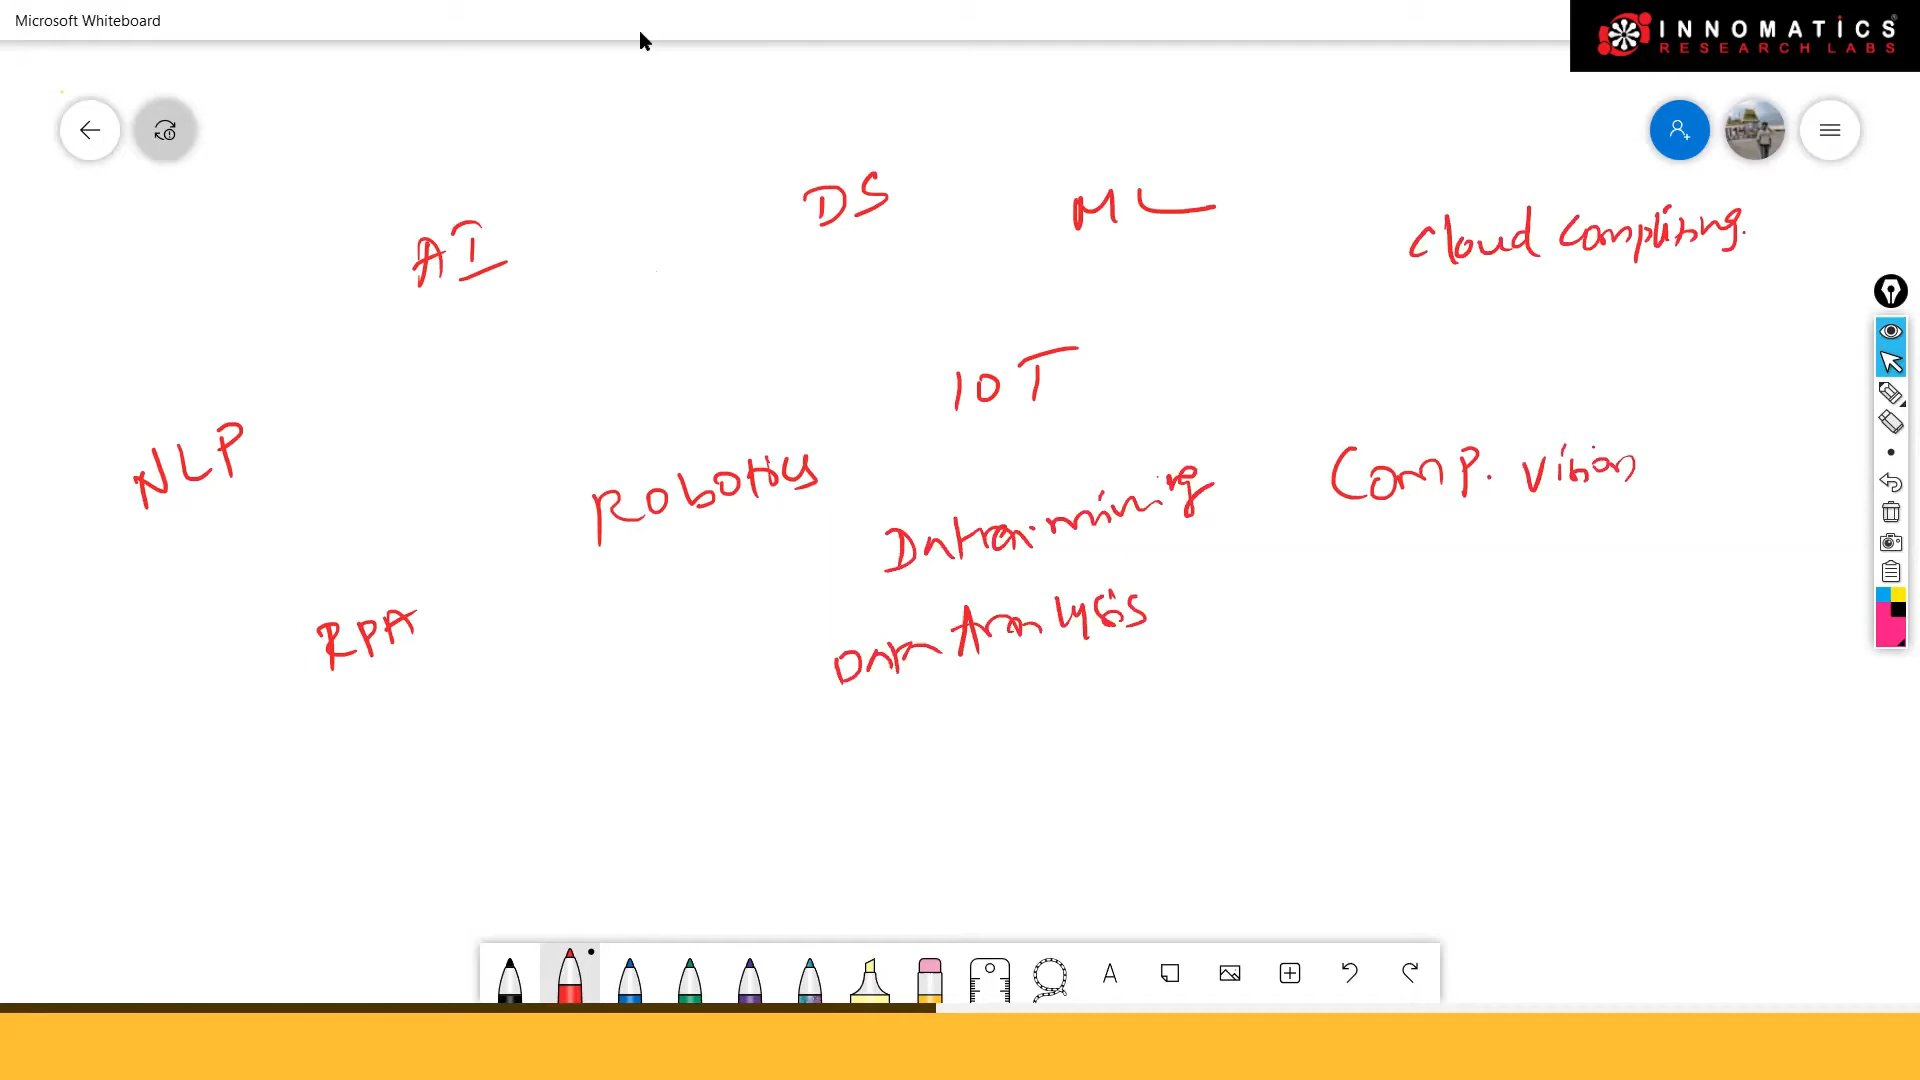 Microsoft Whiteboard
INNOMATICS
RESEARCH LABS
DS
ML
AI
Cloud Computing.
IOT
NLP
Robotics
Comp. Vision
Data mining
RPA
Data Analysis